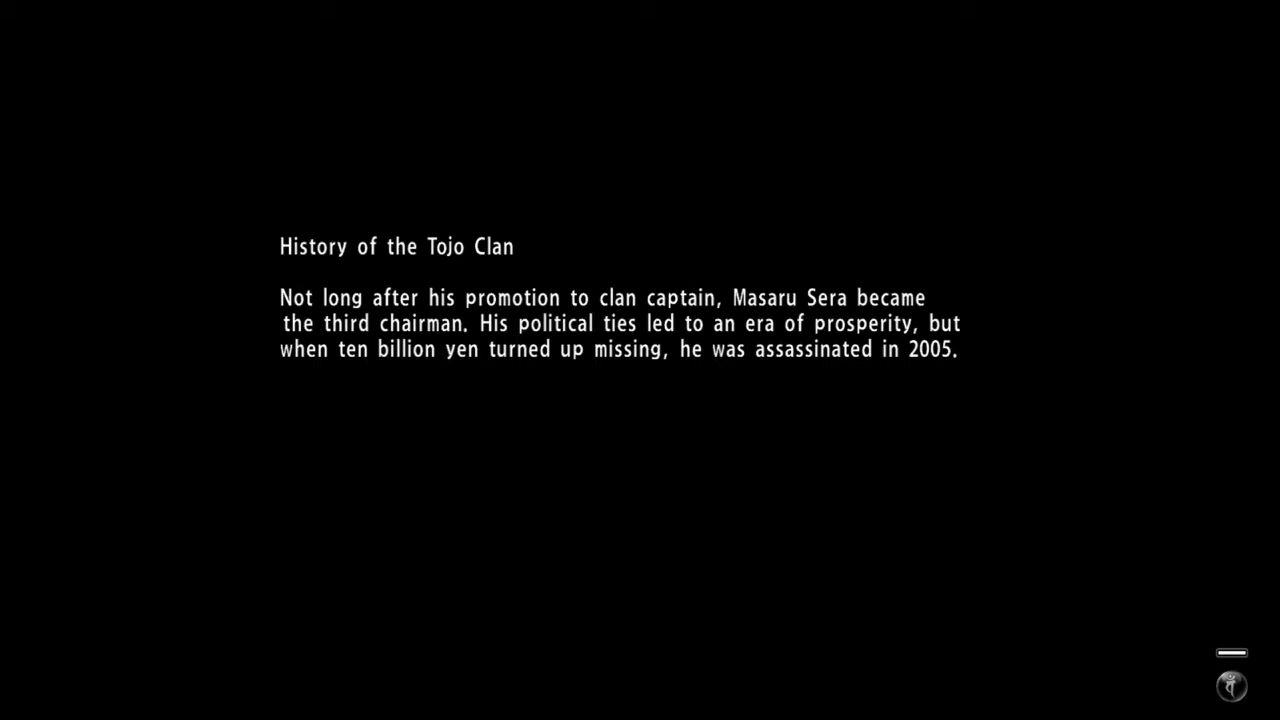 History of the Tojo Clan
Not long after his promotion to clan captain, Masaru Sera became
the third chairman. His political ties led to an era of prosperity, but
when ten billion yen turned up missing, he was assassinated in 2005.